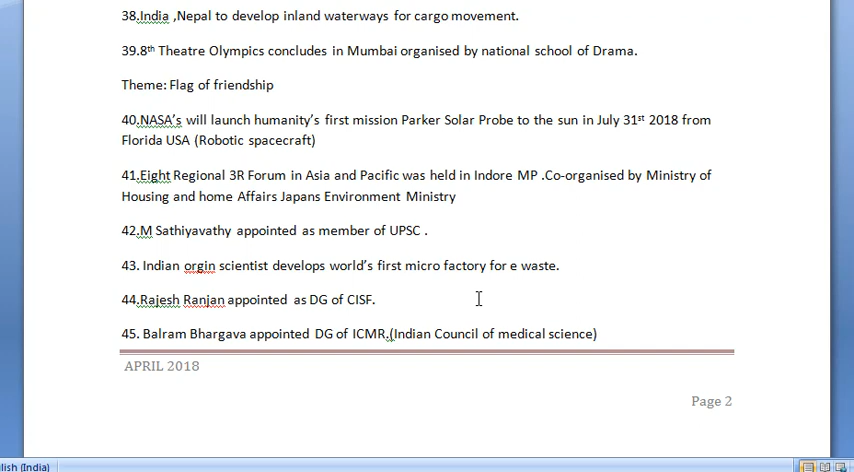 38.India ,Nepal to develop inland waterways for cargo movement.
39.8th Theatre Olympics concludes in Mumbai organised by national school of Drama.
Theme: Flag of friendship
40.NASA's will launch humanity's first mission Parker Solar Probe to the sun in July 31st 2018 from
Florida USA (Robotic spacecraft)
41.Eight Regional 3R Forum in Asia and Pacific was held in Indore MP .Co-organised by Ministry of
Housing and home Affairs Japans Environment Ministry
42.M Sathiyavathy appointed as member of UPSC .
43. Indian orgin scientist develops world's first micro factory for e waste.
44.Rajesh Ranjan appointed as DG of CISF.
45. Balram Bhargava appointed DG of ICMR.(Indian Council of medical science)
APRIL 2018
Page 2
lish (India)